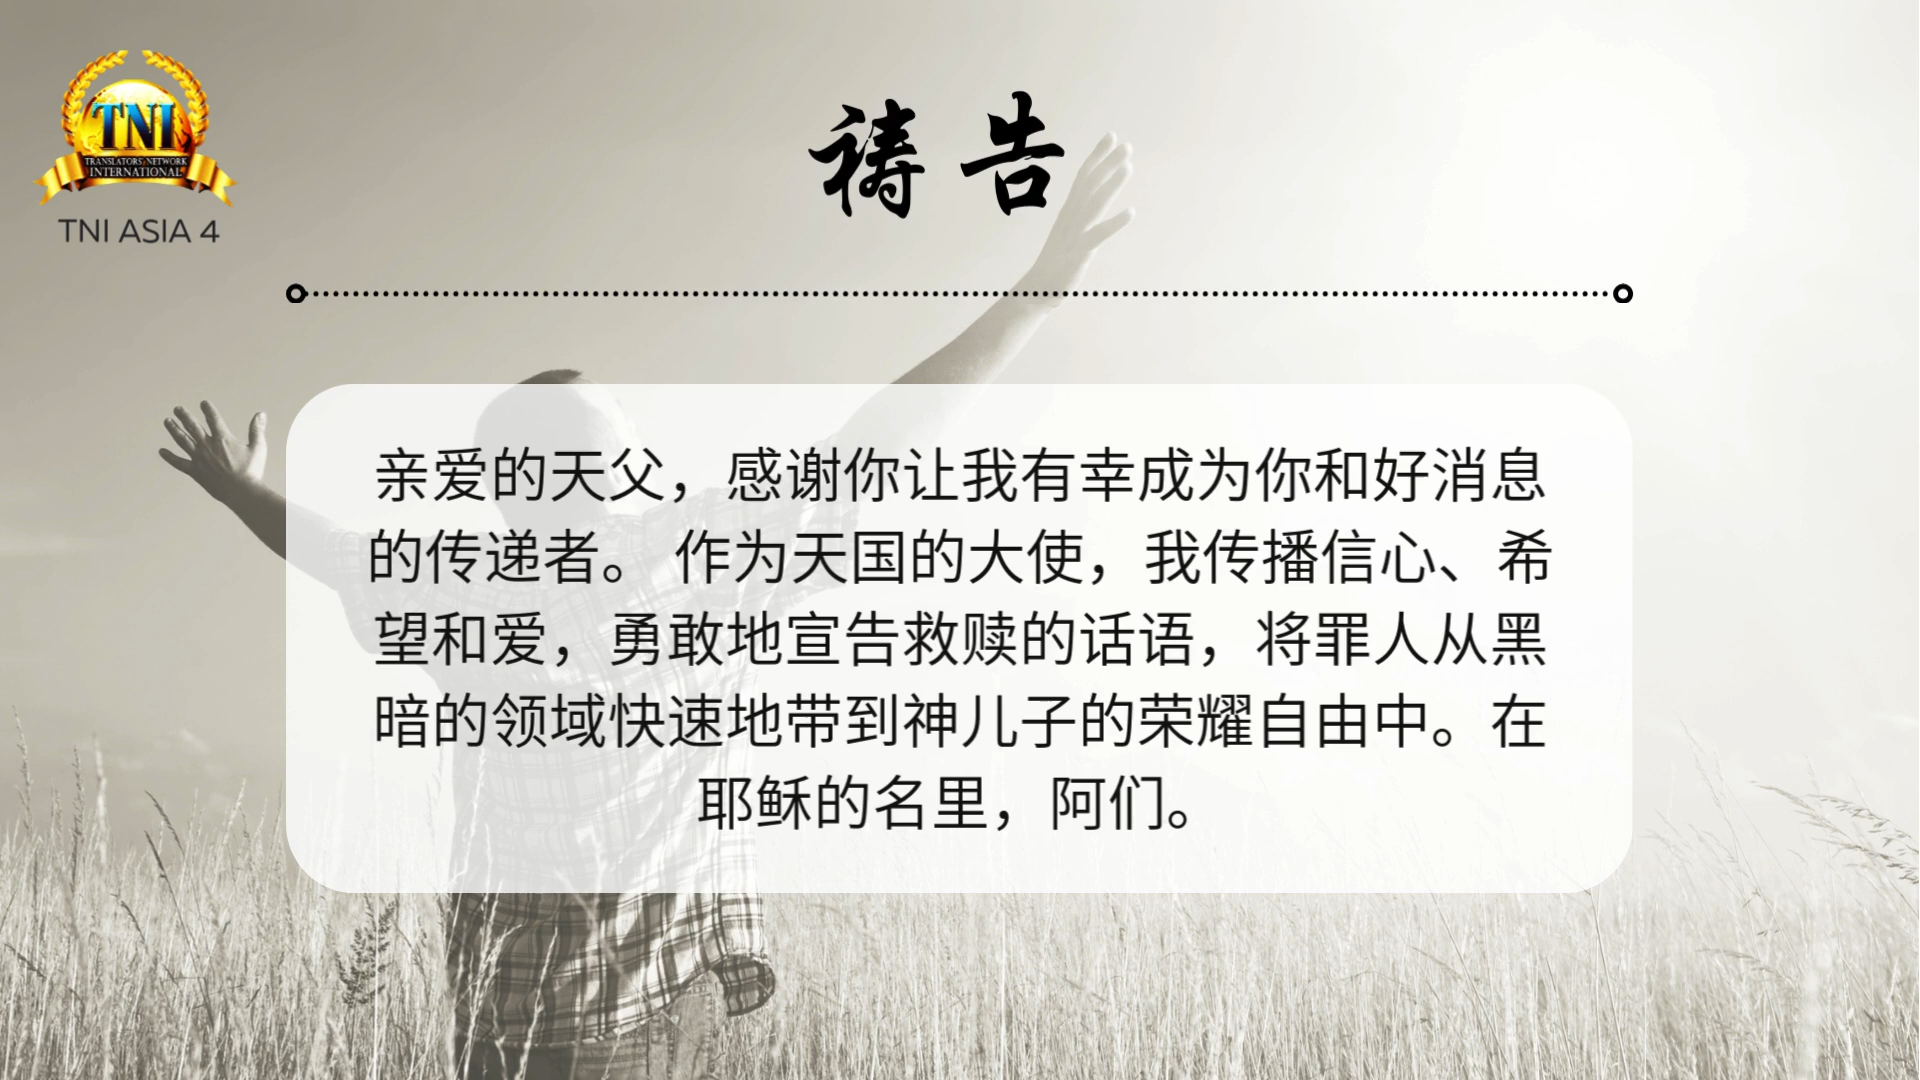 TNI
TRANSLATORS NETWORK
INTERNATIONAL
TNI ASIA 4
祷告
亲爱的天父，感谢你让我有幸成为你和好消息
的传递者。 作为天国的大使，我传播信心、希
望和爱，勇敢地宣告救赎的话语，将罪人从黑
暗的领域快速地带到神儿子的荣耀自由中。在
耶稣的名里，阿们。